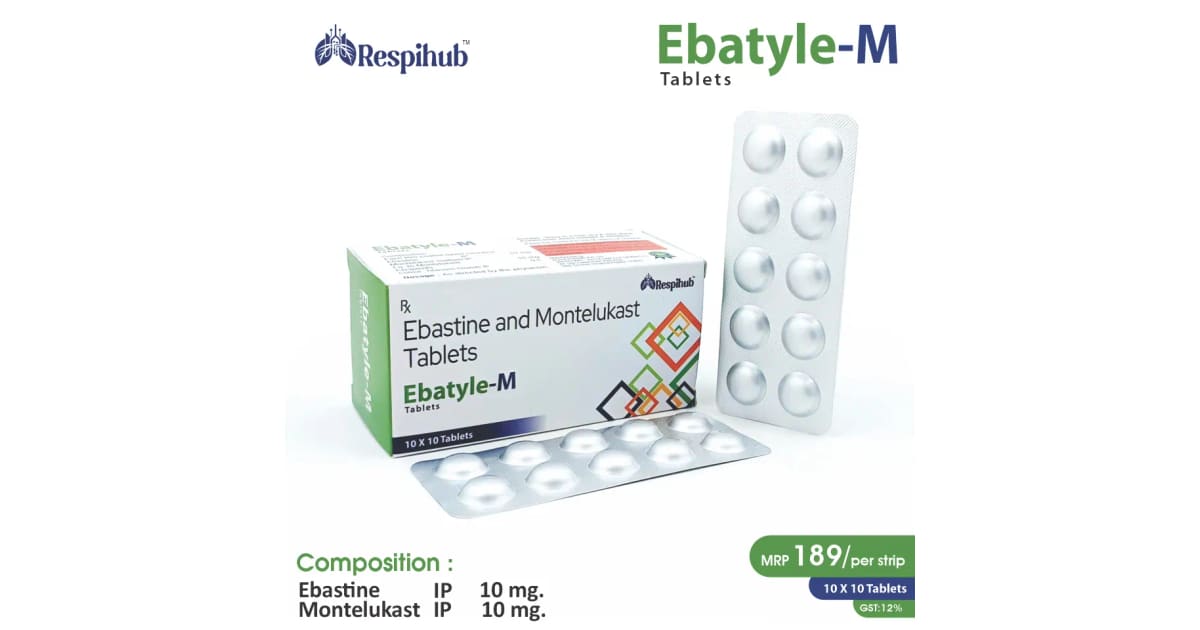 Respihub™
Ebatyle-M
Tablets
Ebatyle-M
Respihub
Rx
Ebastine and Montelukast
Tablets
Ebatyle-M
Tablets
10 X 10 Tablets
Ebatyle-M
Composition :
Ebastine IP 10 mg.
Montelukast IP 10 mg.
MRP 189/per strip
10 X 10 Tablets
GST:12%